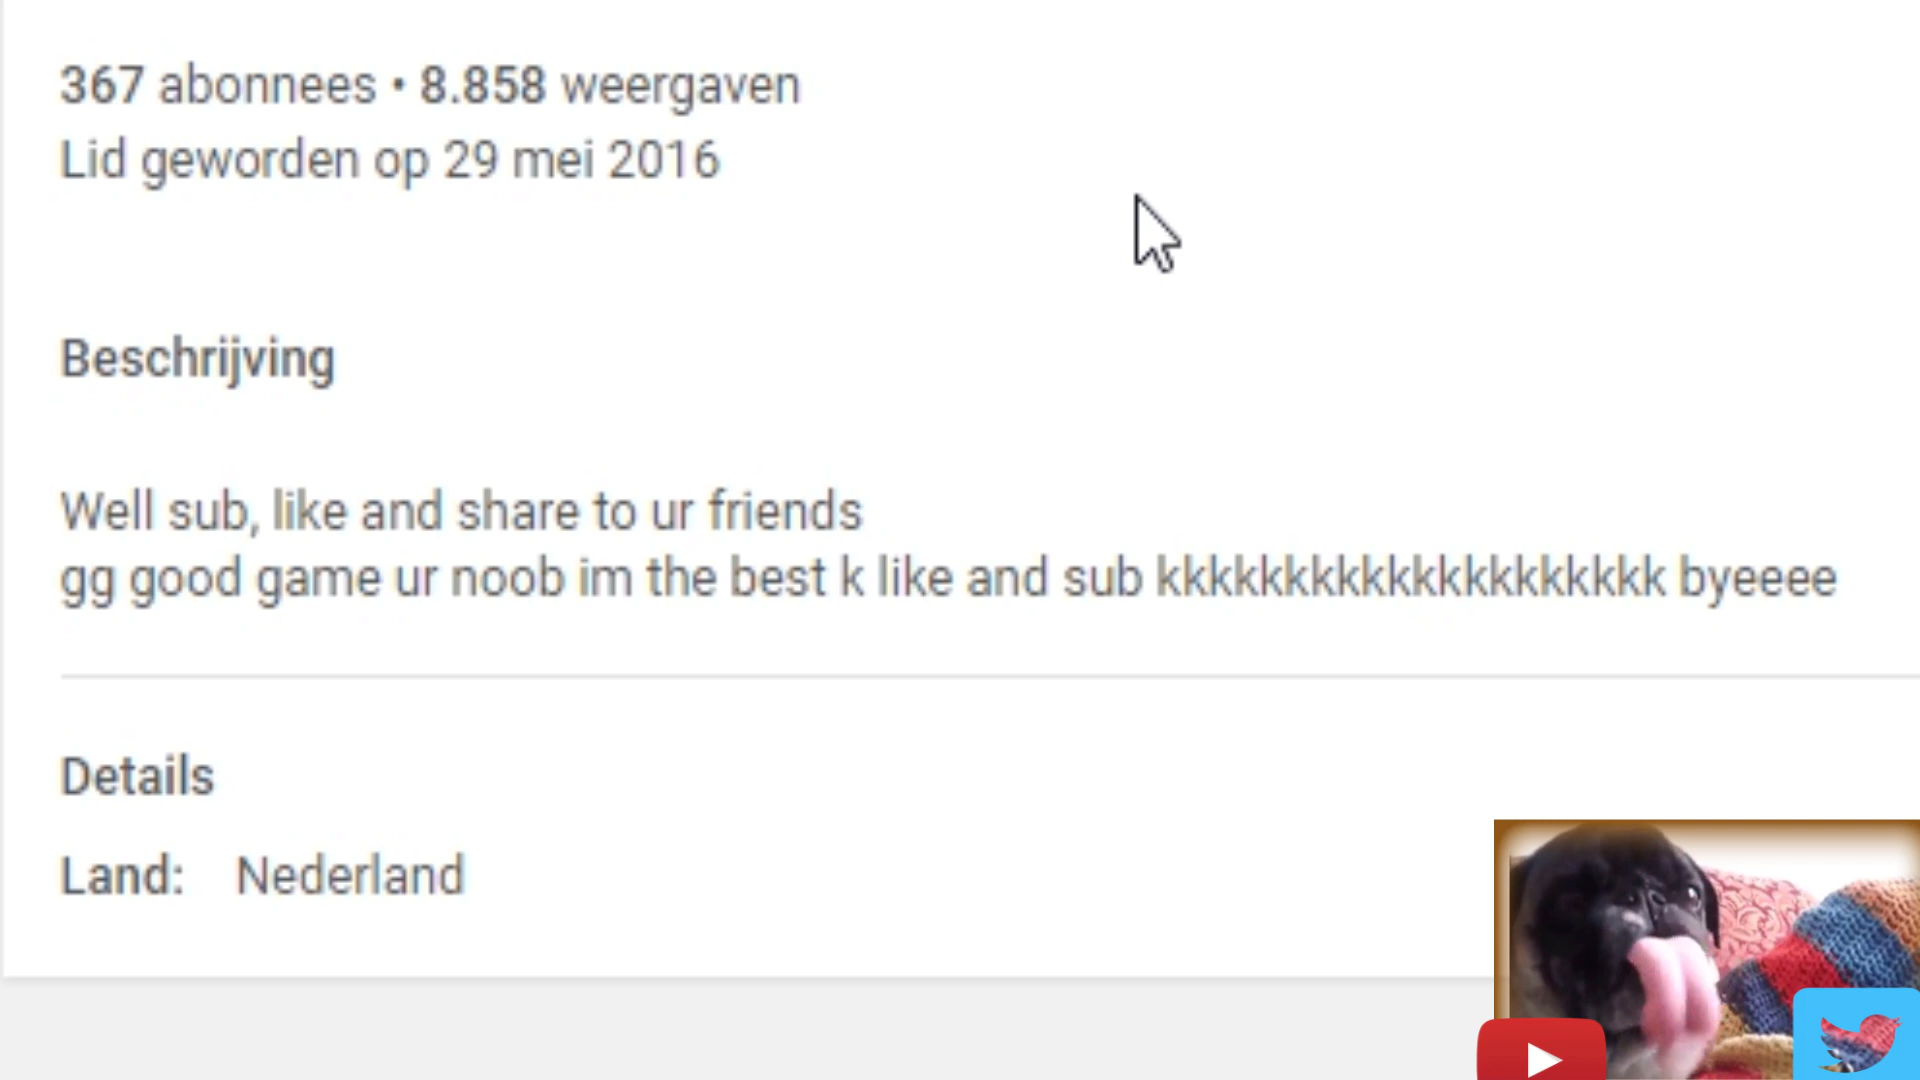 367 abonnees • 8.858 weergaven
Lid geworden op 29 mei 2016
Beschrijving
Well sub, like and share to ur friends
gg good game ur noob im the best k like and sub kkkkkkkkkkkkkkkkkkkk byeeee
Details
Land: Nederland